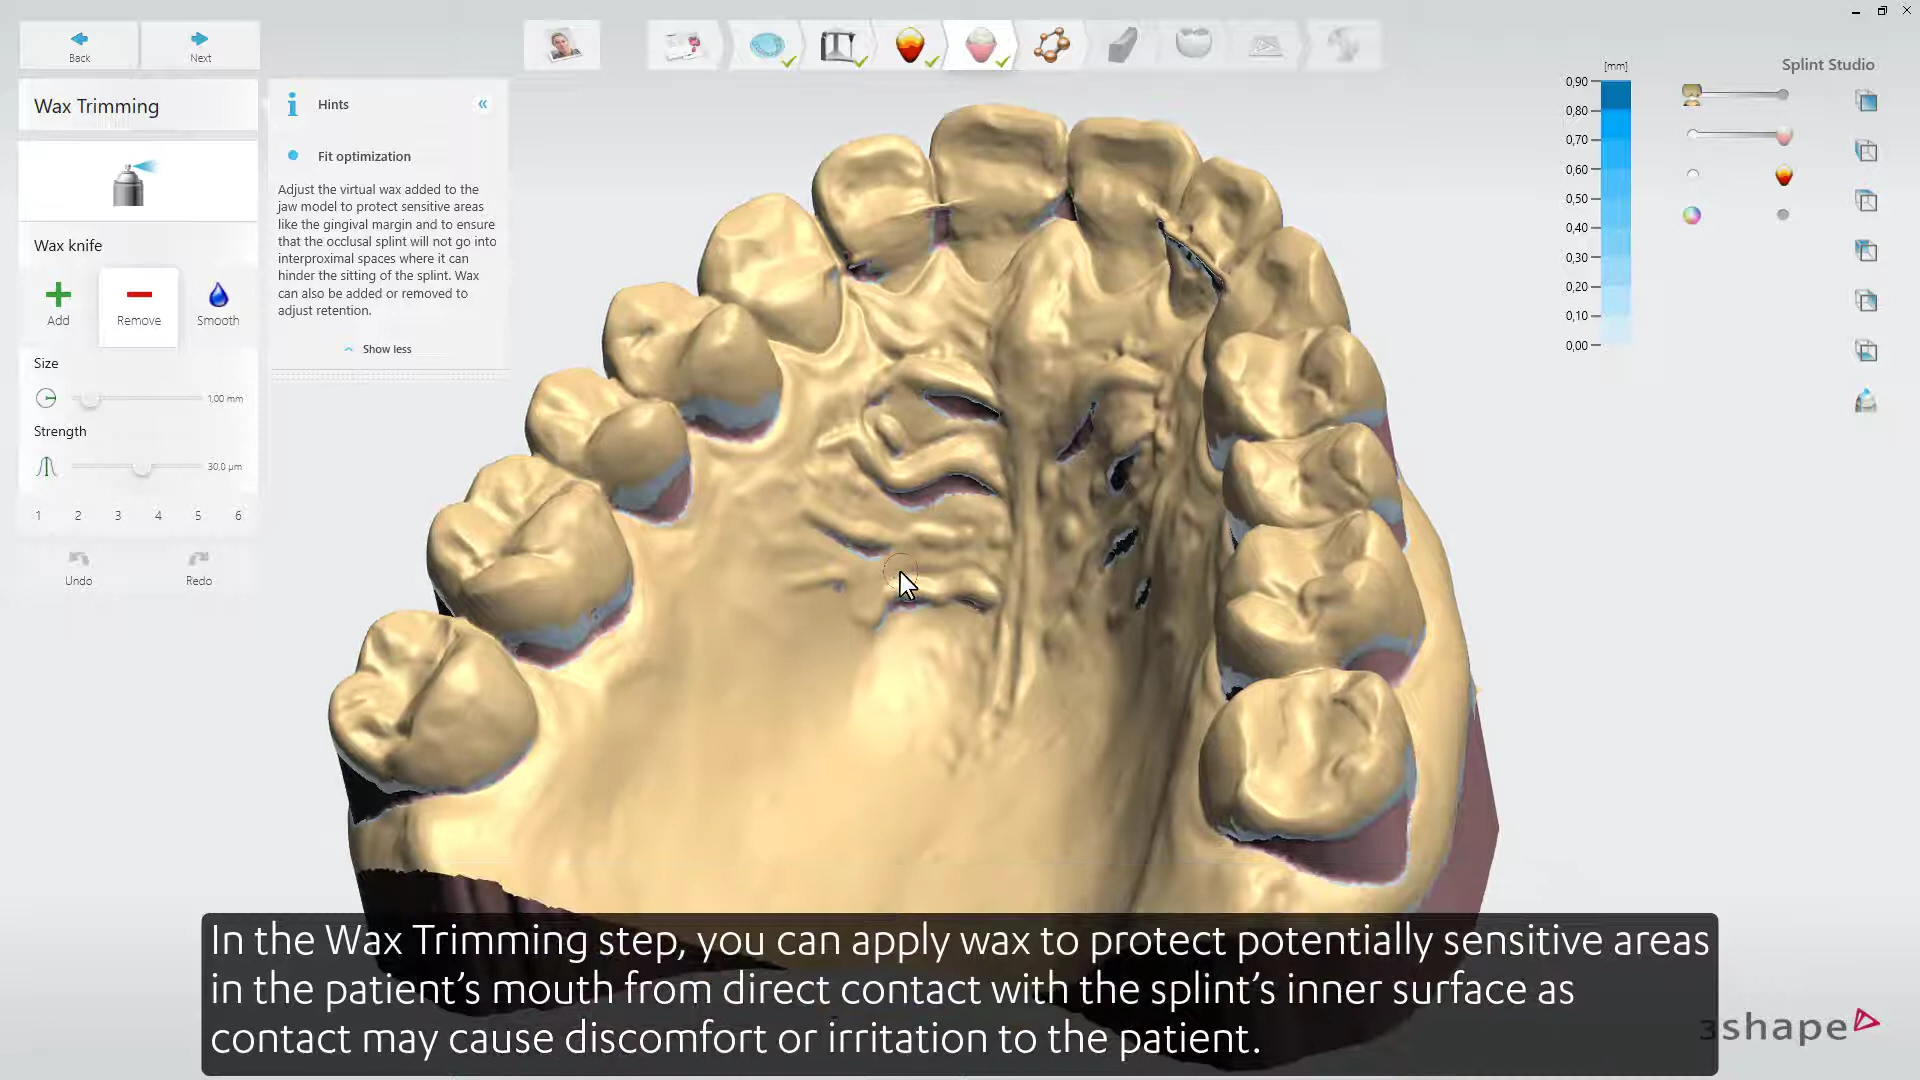 Back
Next
Splint Studio
[mm]
0,90
0,80
0,70
0,60
0,50
0,40
0,30
0,20
0,10
0,00
Wax Trimming
Wax knife
Add
Remove
Smooth
Size
1,00 mm
Strength
30,0 µm
1 2 3 4 5 6
Undo
Redo
Hints
Fit optimization
Adjust the virtual wax added to the
jaw model to protect sensitive areas
like the gingival margin and to ensure
that the occlusal splint will not go into
interproximal spaces where it can
hinder the sitting of the splint. Wax
can also be added or removed to
adjust retention.
Show less
In the Wax Trimming step, you can apply wax to protect potentially sensitive areas
in the patient’s mouth from direct contact with the splint’s inner surface as
contact may cause discomfort or irritation to the patient.
3shape